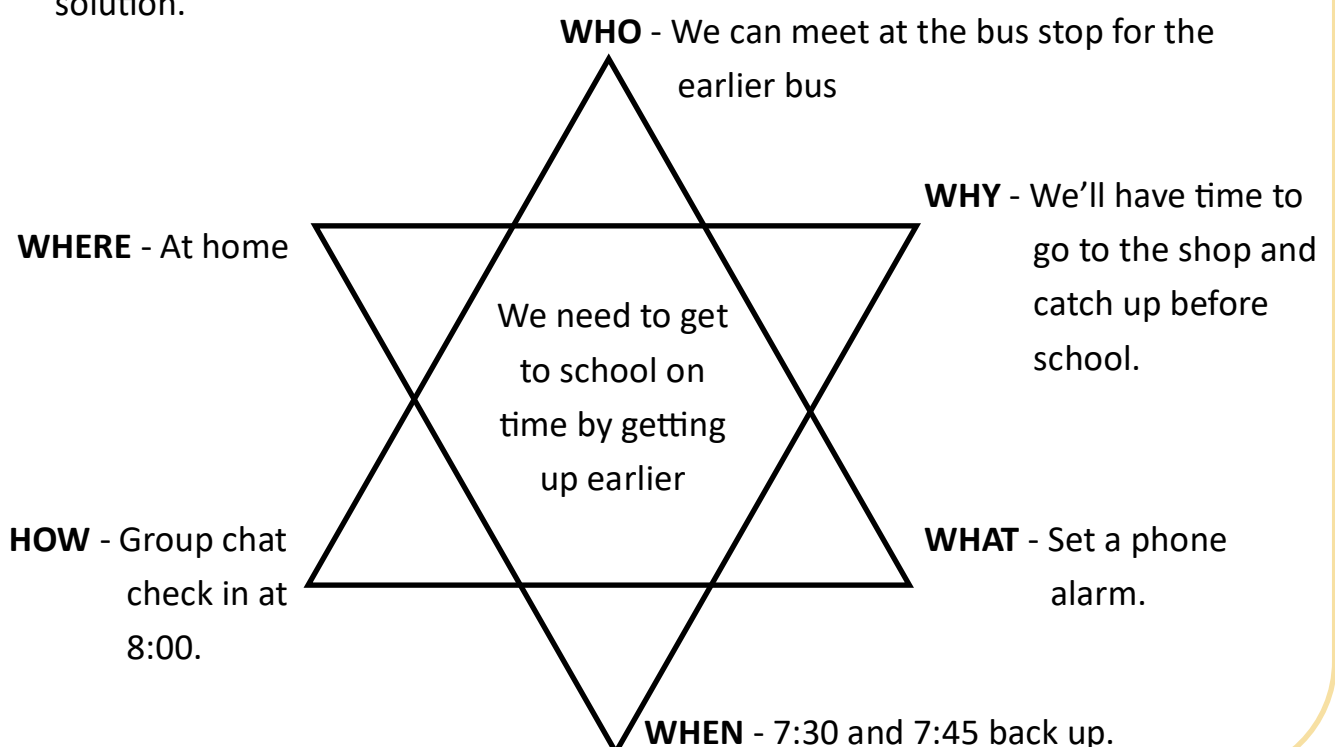 solution.
WHO - We can meet at the bus stop for the
earlier bus
WHY - We’ll have time to
go to the shop and
catch up before
school.
WHERE - At home
We need to get
to school on
time by getting
up earlier
HOW - Group chat
check in at
8:00.
WHAT - Set a phone
alarm.
WHEN - 7:30 and 7:45 back up.